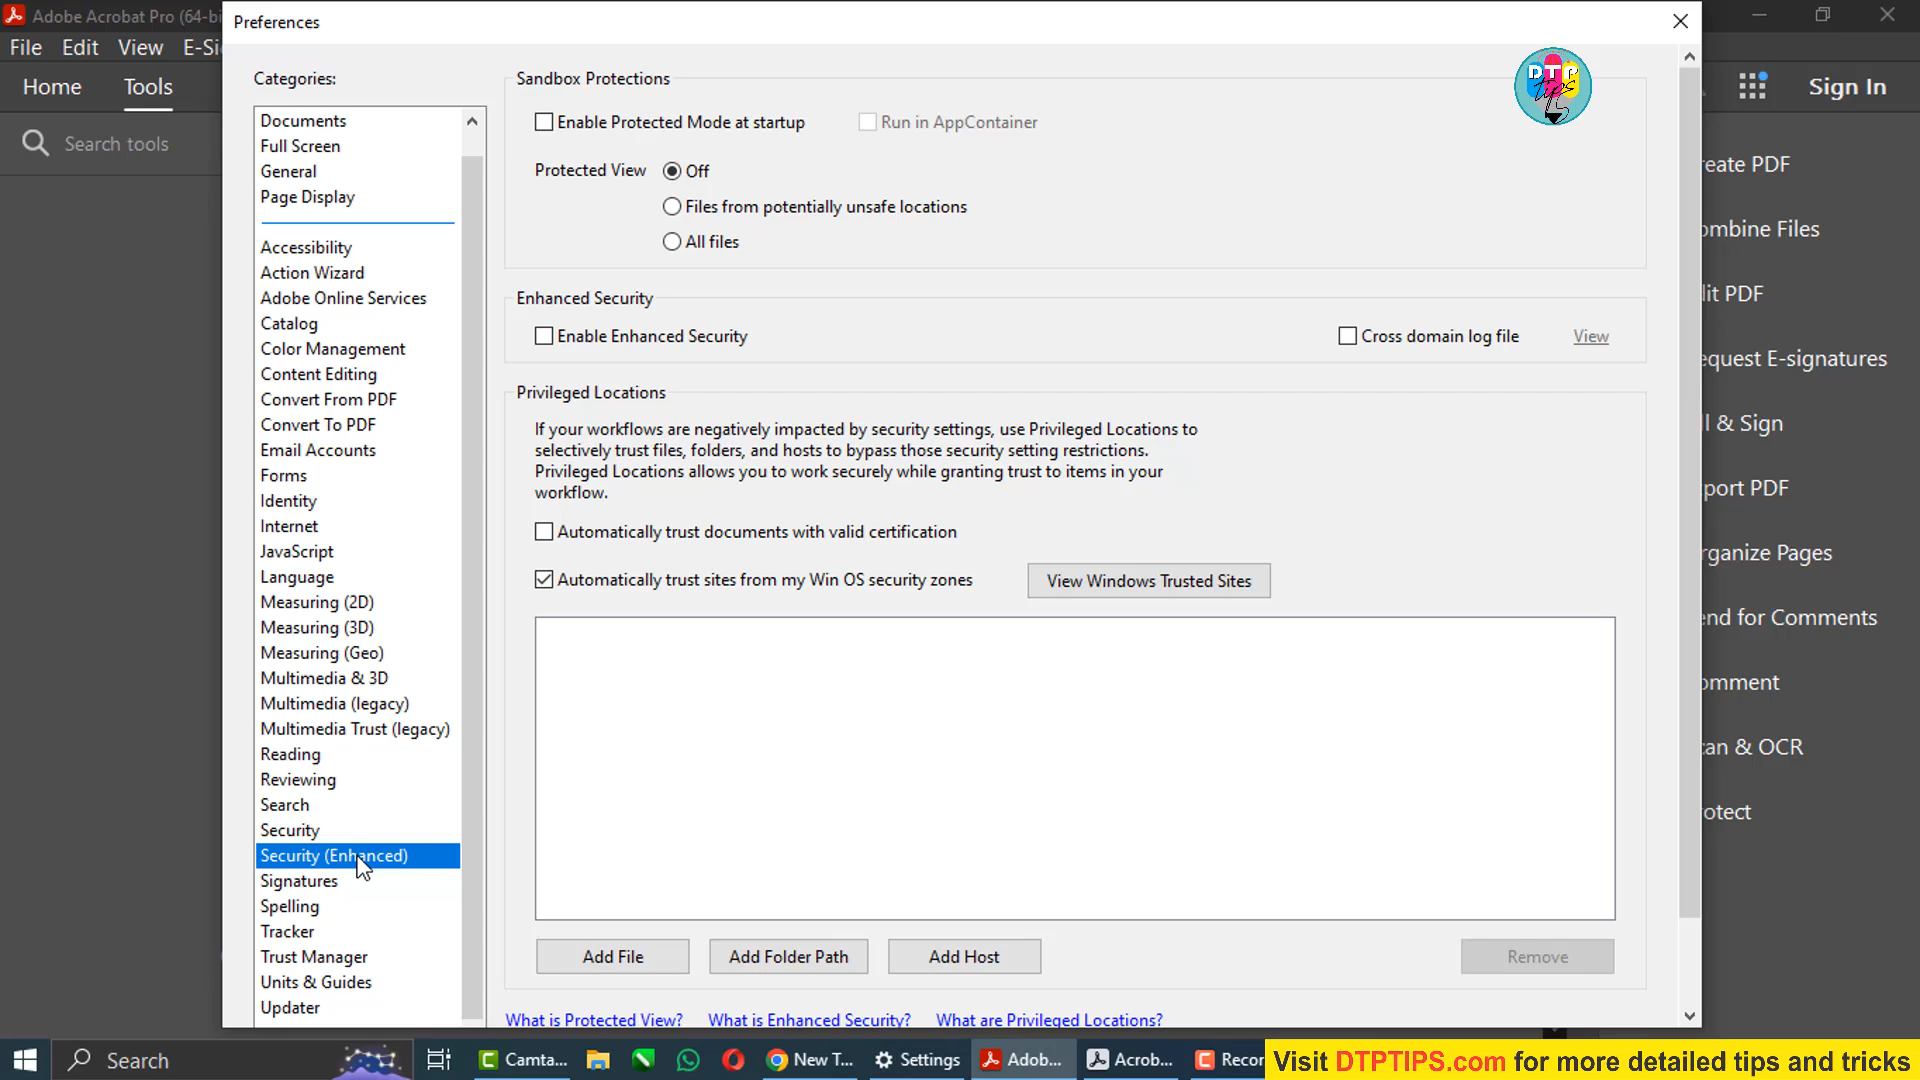 Adobe Acrobat Pro (64-bi
Preferences
File Edit View E-Si
Home Tools
Sign In
Search tools
Categories:
Documents
Full Screen
General
Page Display
Accessibility
Action Wizard
Adobe Online Services
Catalog
Color Management
Content Editing
Convert From PDF
Convert To PDF
Email Accounts
Forms
Identity
Internet
JavaScript
Language
Measuring (2D)
Measuring (3D)
Measuring (Geo)
Multimedia & 3D
Multimedia (legacy)
Multimedia Trust (legacy)
Reading
Reviewing
Search
Security
Security (Enhanced)
Signatures
Spelling
Tracker
Trust Manager
Units & Guides
Updater
Sandbox Protections
Enable Protected Mode at startup Run in AppContainer
Protected View Off
Files from potentially unsafe locations
All files
Enhanced Security
Enable Enhanced Security Cross domain log file View
Privileged Locations
If your workflows are negatively impacted by security settings, use Privileged Locations to
selectively trust files, folders, and hosts to bypass those security setting restrictions.
Privileged Locations allows you to work securely while granting trust to items in your
workflow.
Automatically trust documents with valid certification
Automatically trust sites from my Win OS security zones View Windows Trusted Sites
Add File Add Folder Path Add Host Remove
What is Protected View? What is Enhanced Security? What are Privileged Locations?
DTP
tips
reate PDF
ombine Files
lit PDF
equest E-signatures
ll & Sign
port PDF
rganize Pages
end for Comments
omment
can & OCR
otect
Search Camta... New T... Settings Adob... Acrob... Recor
Visit DTPTIPS.com for more detailed tips and tricks